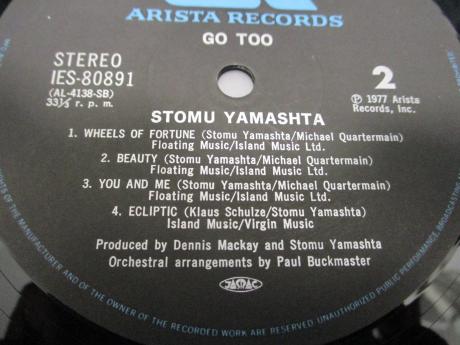 ARISTA RECORDS
GO TOO
STEREO
IES-80891
(AL-4138-SB)
33⅓ r. p. m.
2
℗ 1977 Arista
Records, Inc.
STOMU YAMASHTA
1. WHEELS OF FORTUNE (Stomu Yamashta/Michael Quartermain)
Floating Music/Island Music Ltd.
2. BEAUTY (Stomu Yamashta/Michael Quartermain)
Floating Music/Island Music Ltd.
3. YOU AND ME (Stomu Yamashta/Michael Quartermain)
Floating Music/Island Music Ltd.
4. ECLIPTIC (Klaus Schulze/Stomu Yamashta)
Island Music/Virgin Music
Produced by Dennis Mackay and Stomu Yamashta
Orchestral arrangements by Paul Buckmaster
JASRAC
OF THE MANUFACTURER AND OF THE OWNER OF THE RECORDED WORK ARE RESERVED. UNAUTHORIZED PUBLIC PERFORMANCE, BROADCASTING